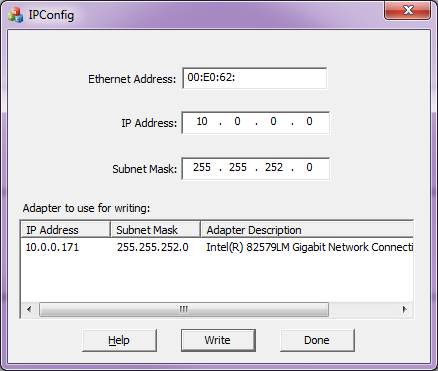 IPConfig
Ethernet Address: 00:E0:62:
IP Address: 10 . 0 . 0 . 0
Subnet Mask: 255 . 255 . 252 . 0
Adapter to use for writing:
IP Address Subnet Mask Adapter Description
10.0.0.171 255.255.252.0 Intel(R) 82579LM Gigabit Network Connecti
Help Write Done